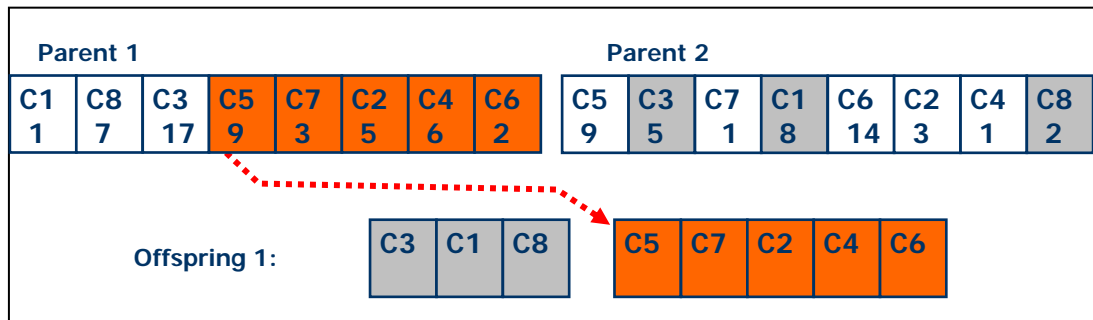 Parent 1 Parent 2
C1 C8 C3 C5 C7 C2 C4 C6 C5 C3 C7 C1 C6 C2 C4 C8
1 7 17 9 3 5 6 2 9 5 1 8 14 3 1 2
C3 C1 C8 C5 C7 C2 C4 C6
Offspring 1: